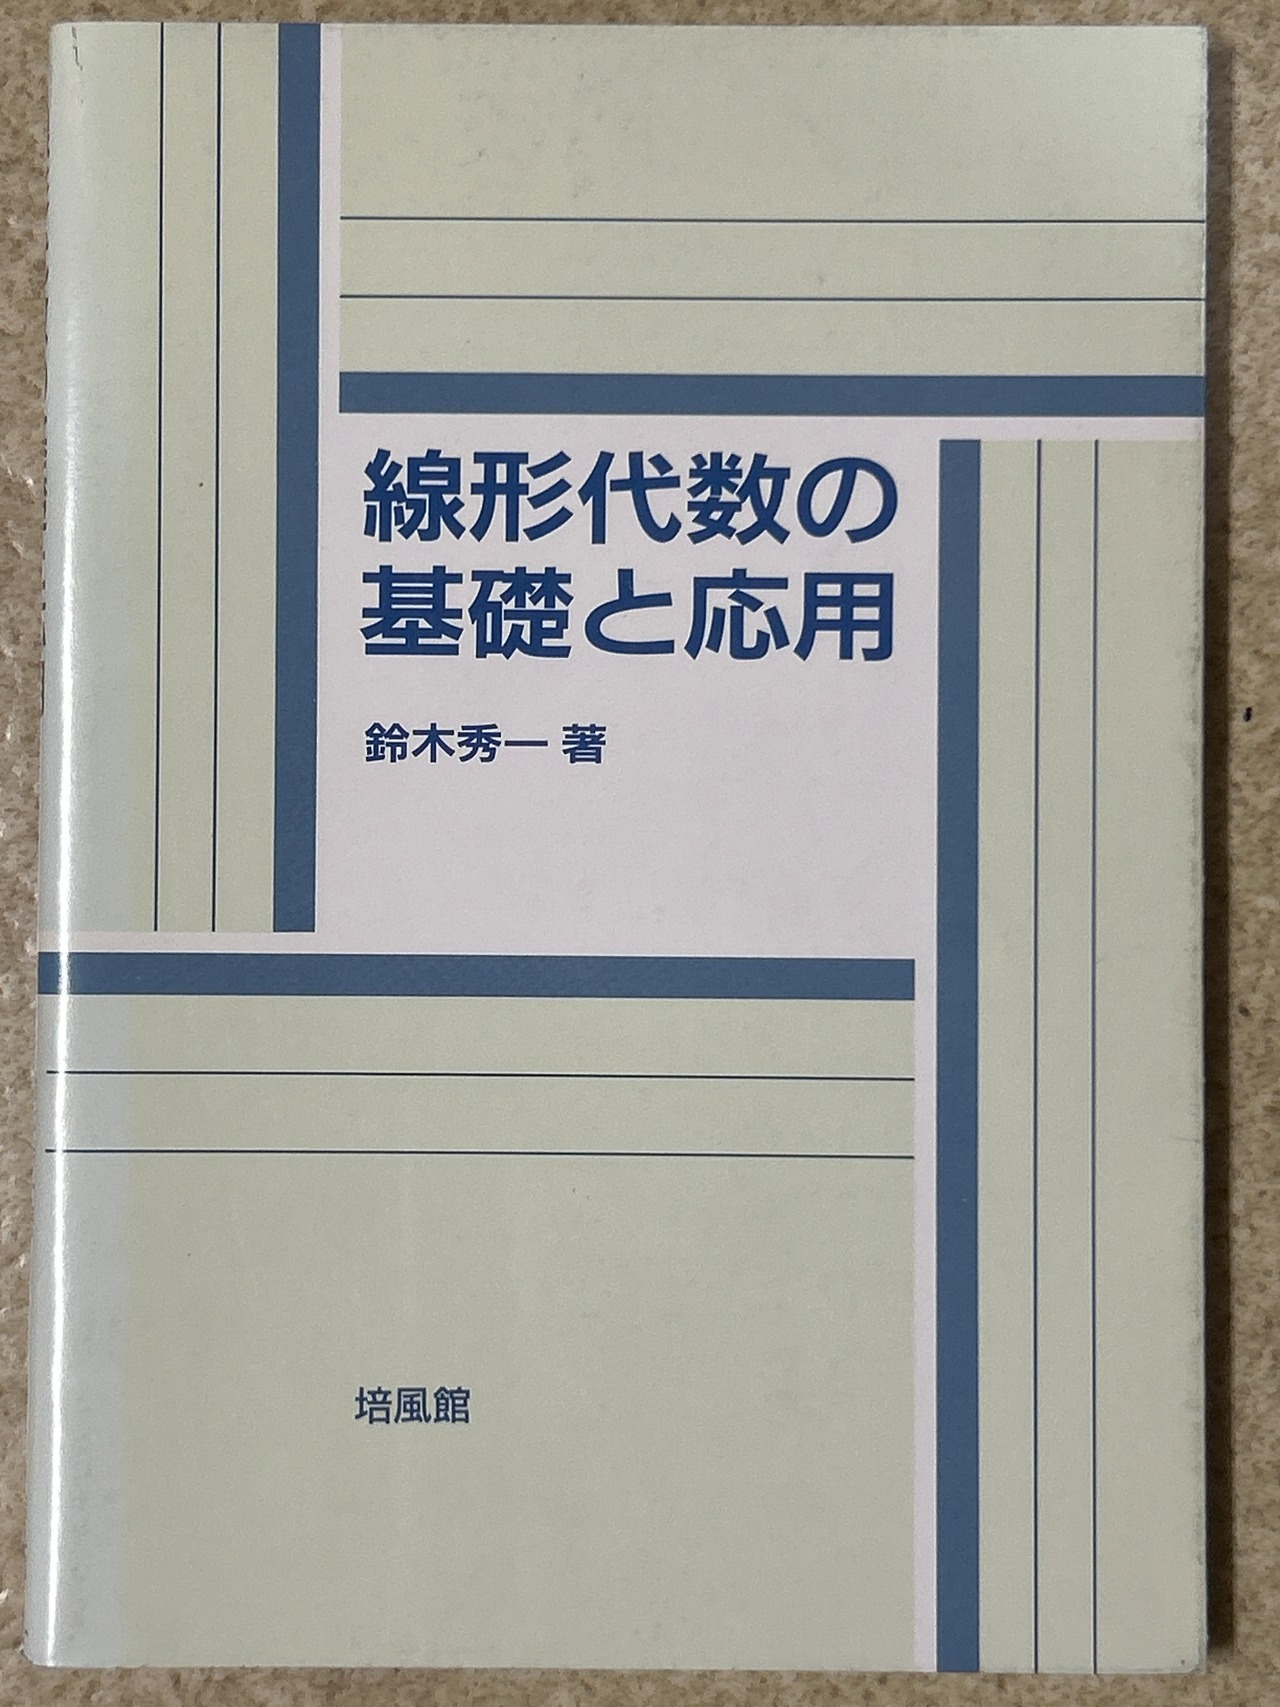 線形代数の
基礎と応用
鈴木秀一 著
培風館